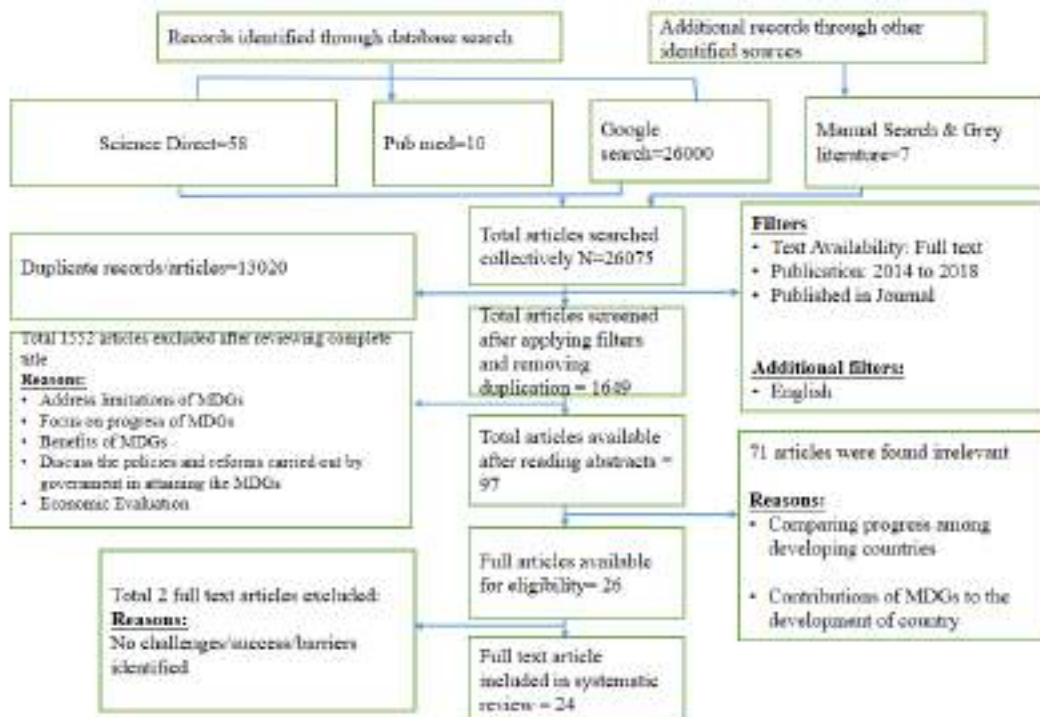 Records identified through database search
Additional records through other
identified sources
Science Direct=58
Pub med=10
Google
search=26000
Manual Search & Grey
literature=7
Total articles searched
collectively N=26075
Duplicate records/articles=13020
Filters
• Text Availability: Full text
• Publication: 2014 to 2018
• Published in Journal
Additional filters:
• English
Total articles screened
after applying filters
and removing
duplication = 1649
Total 1552 articles excluded after reviewing complete
title
Reasons:
• Address limitations of MDGs
• Focus on progress of MDGs
• Benefits of MDGs
• Discuss the policies and reforms carried out by
government in attaining the MDGs
• Economic Evaluation
Total articles available
after reading abstracts =
97
71 articles were found irrelevant
Reasons:
• Comparing progress among
developing countries
• Contributions of MDGs to the
development of country
Full articles available
for eligibility= 26
Total 2 full text articles excluded:
Reasons:
No challenges/success/barriers
identified
Full text article
included in systematic
review = 24